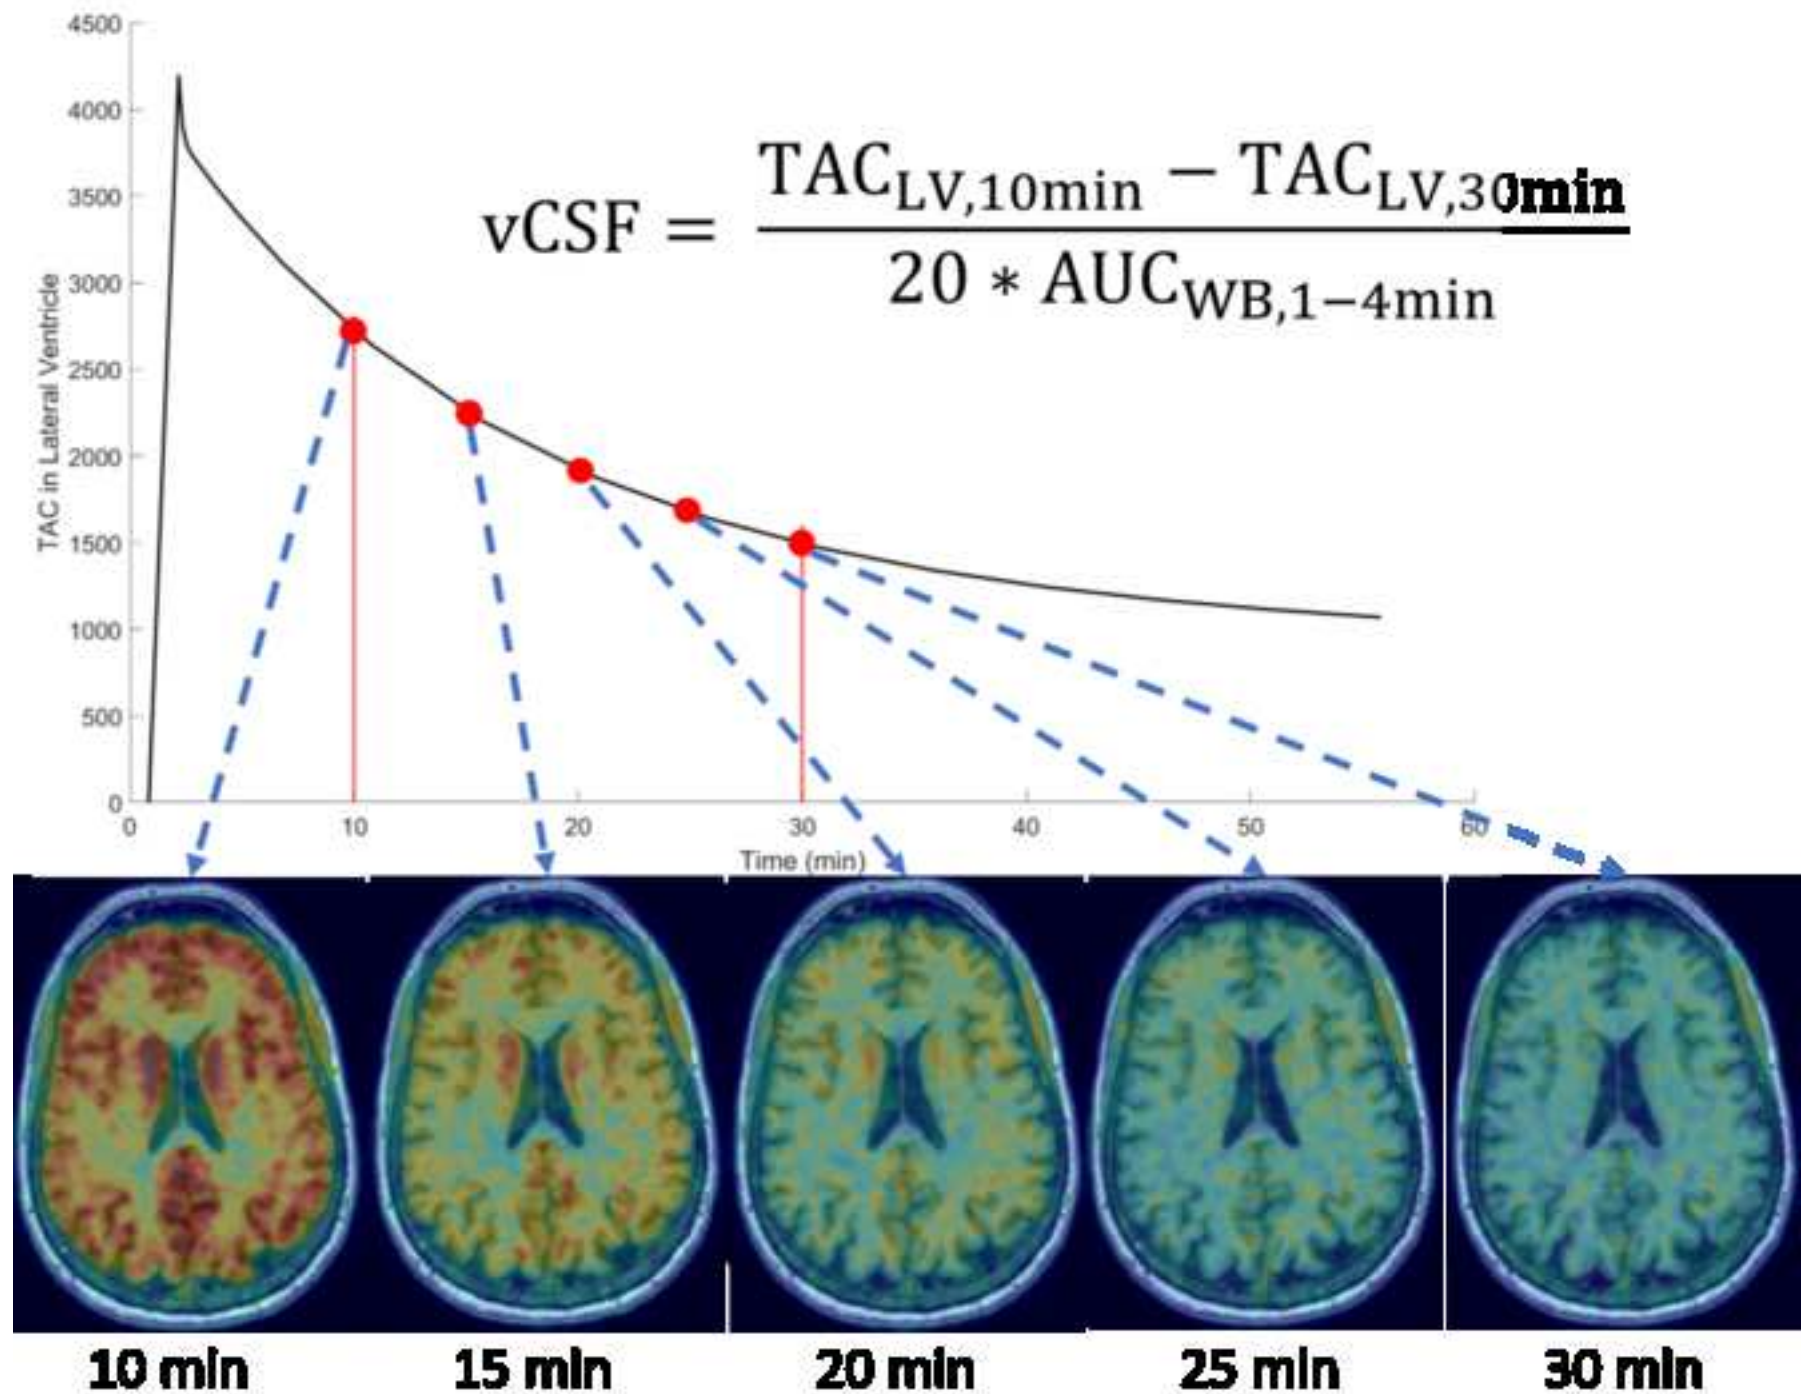 4500
4000
3500
3000
2500
2000
1500
1000
500
0
TAC in Lateral Ventricle
vCSF = TAC_LV,10min − TAC_LV,30min
20 * AUC_WB,1−4min
0 10 20 30 40 50 60
Time (min)
10 min 15 min 20 min 25 min 30 min